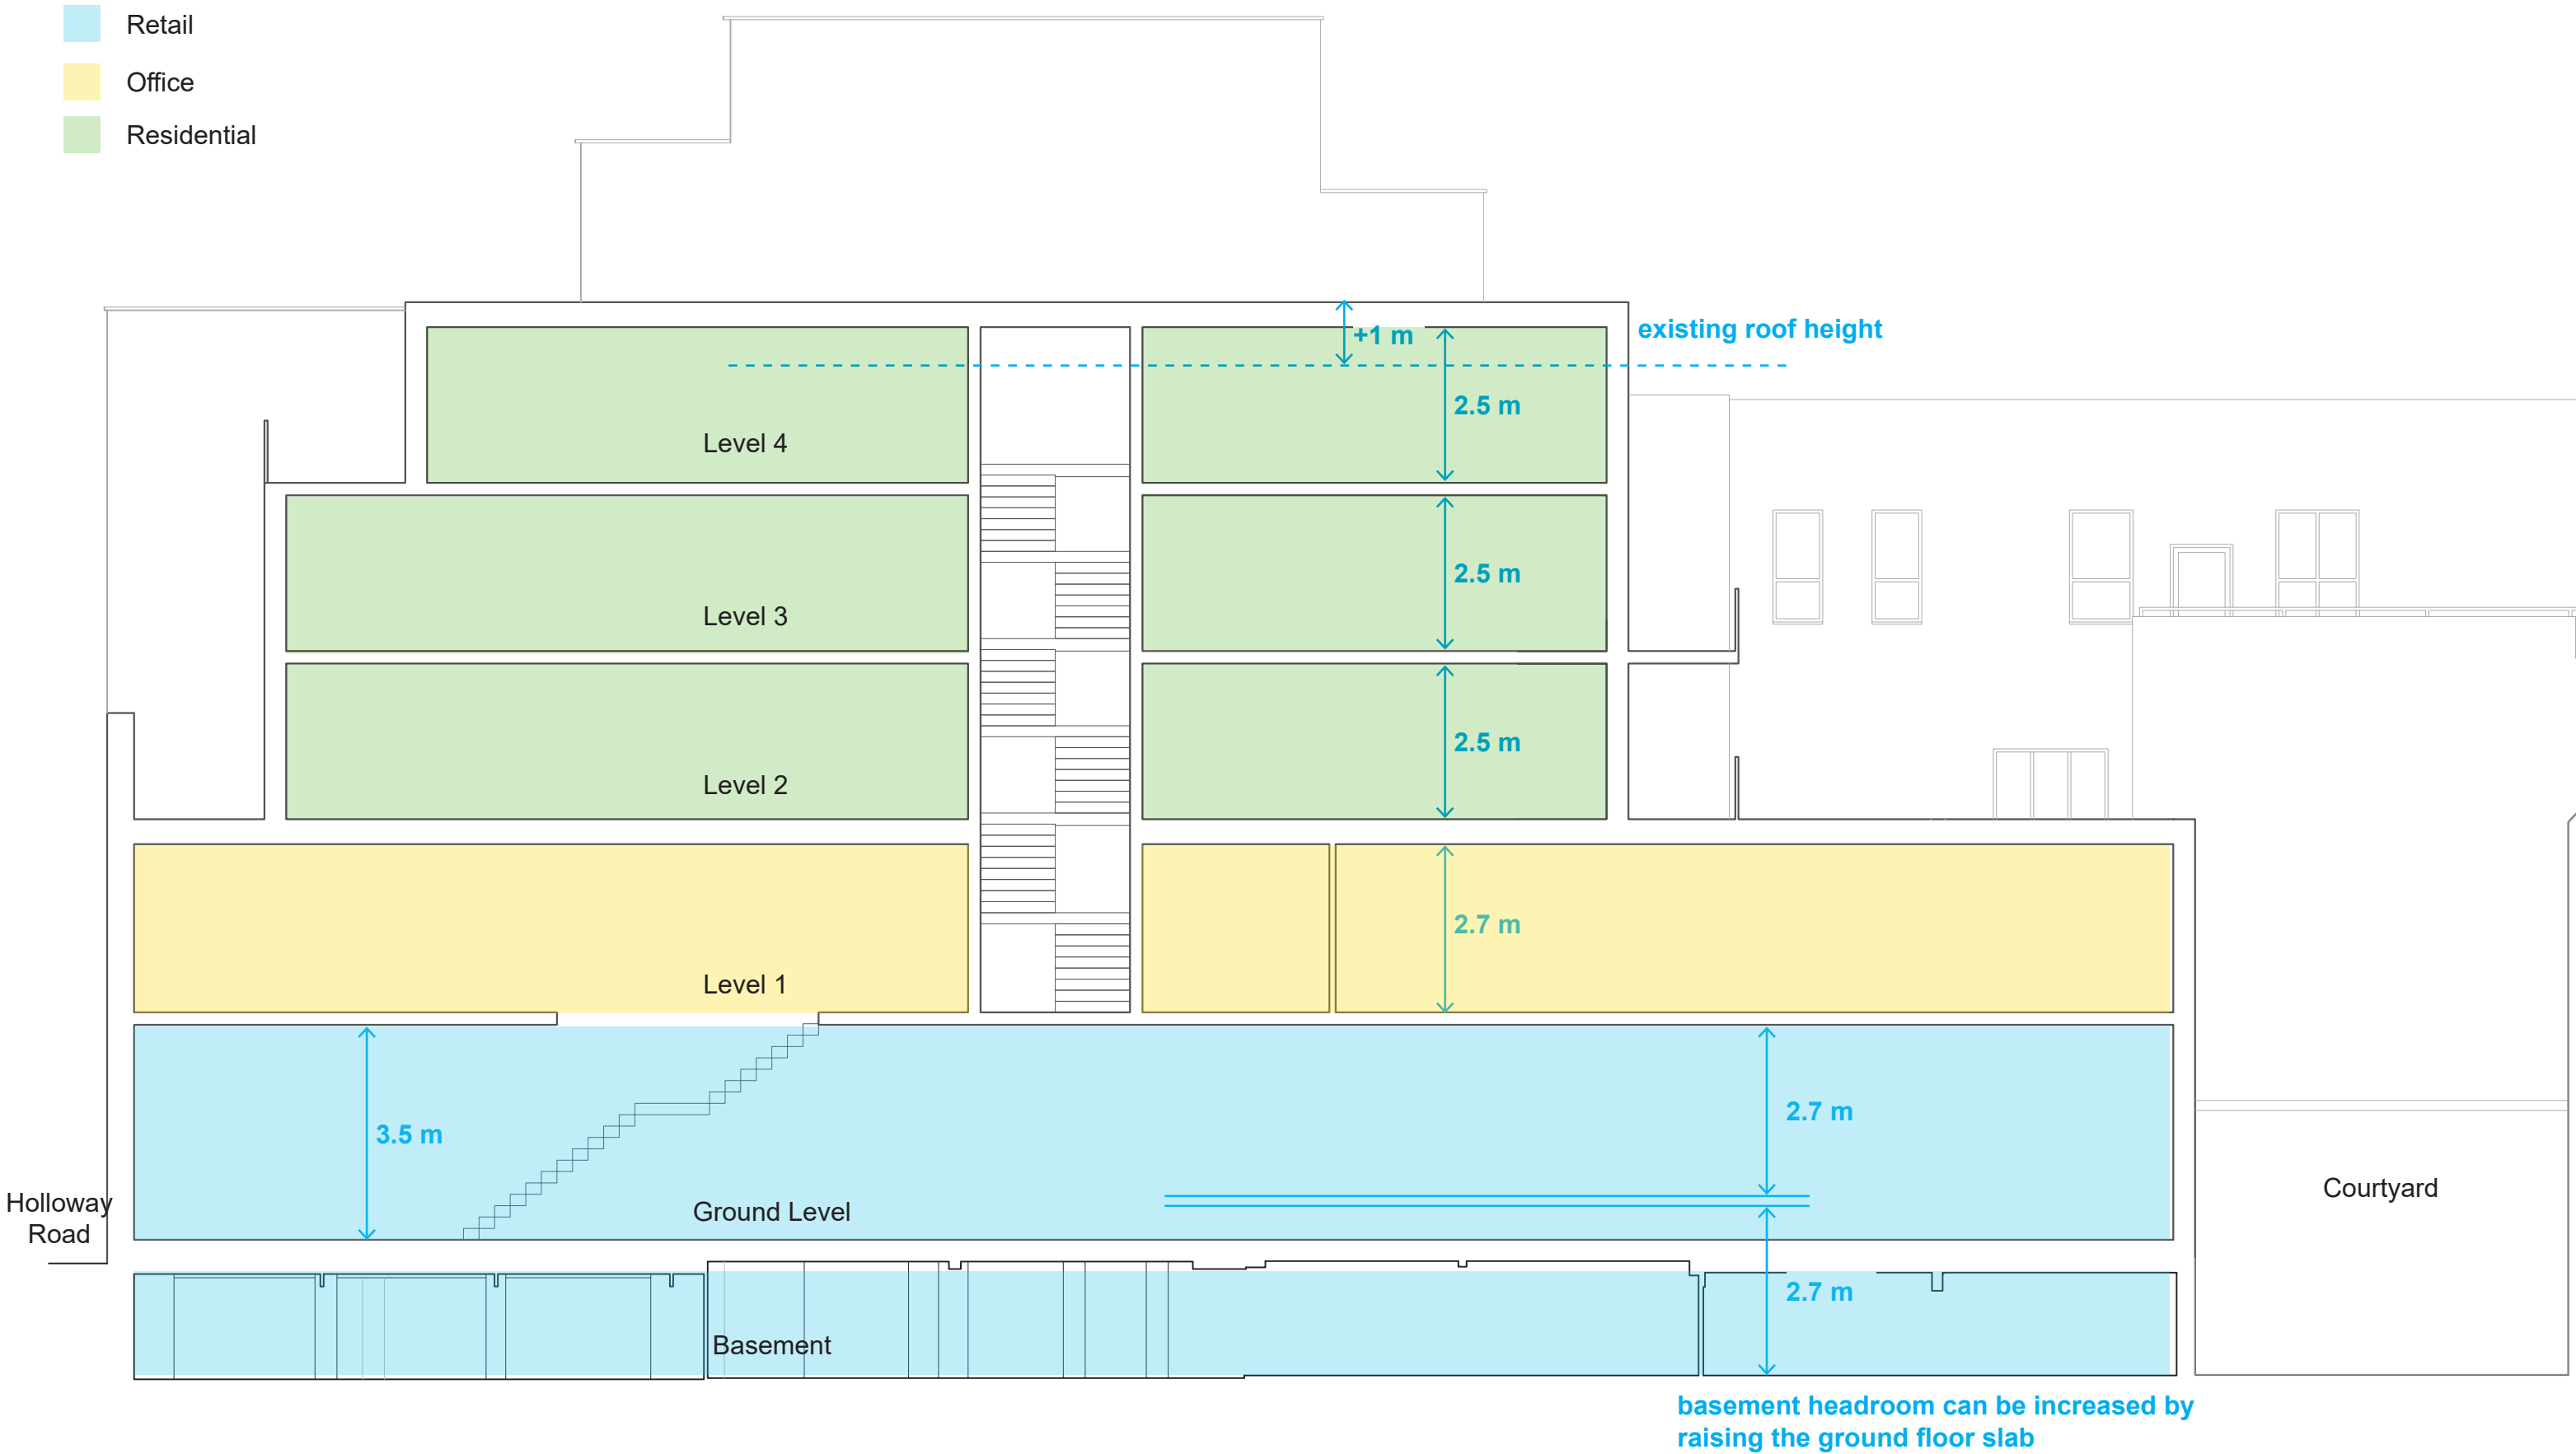 Retail
Office
Residential
+1 m
existing roof height
2.5 m
Level 4
2.5 m
Level 3
2.5 m
Level 2
2.7 m
Level 1
2.7 m
3.5 m
Holloway
Road
Ground Level
Courtyard
2.7 m
Basement
basement headroom can be increased by
raising the ground floor slab